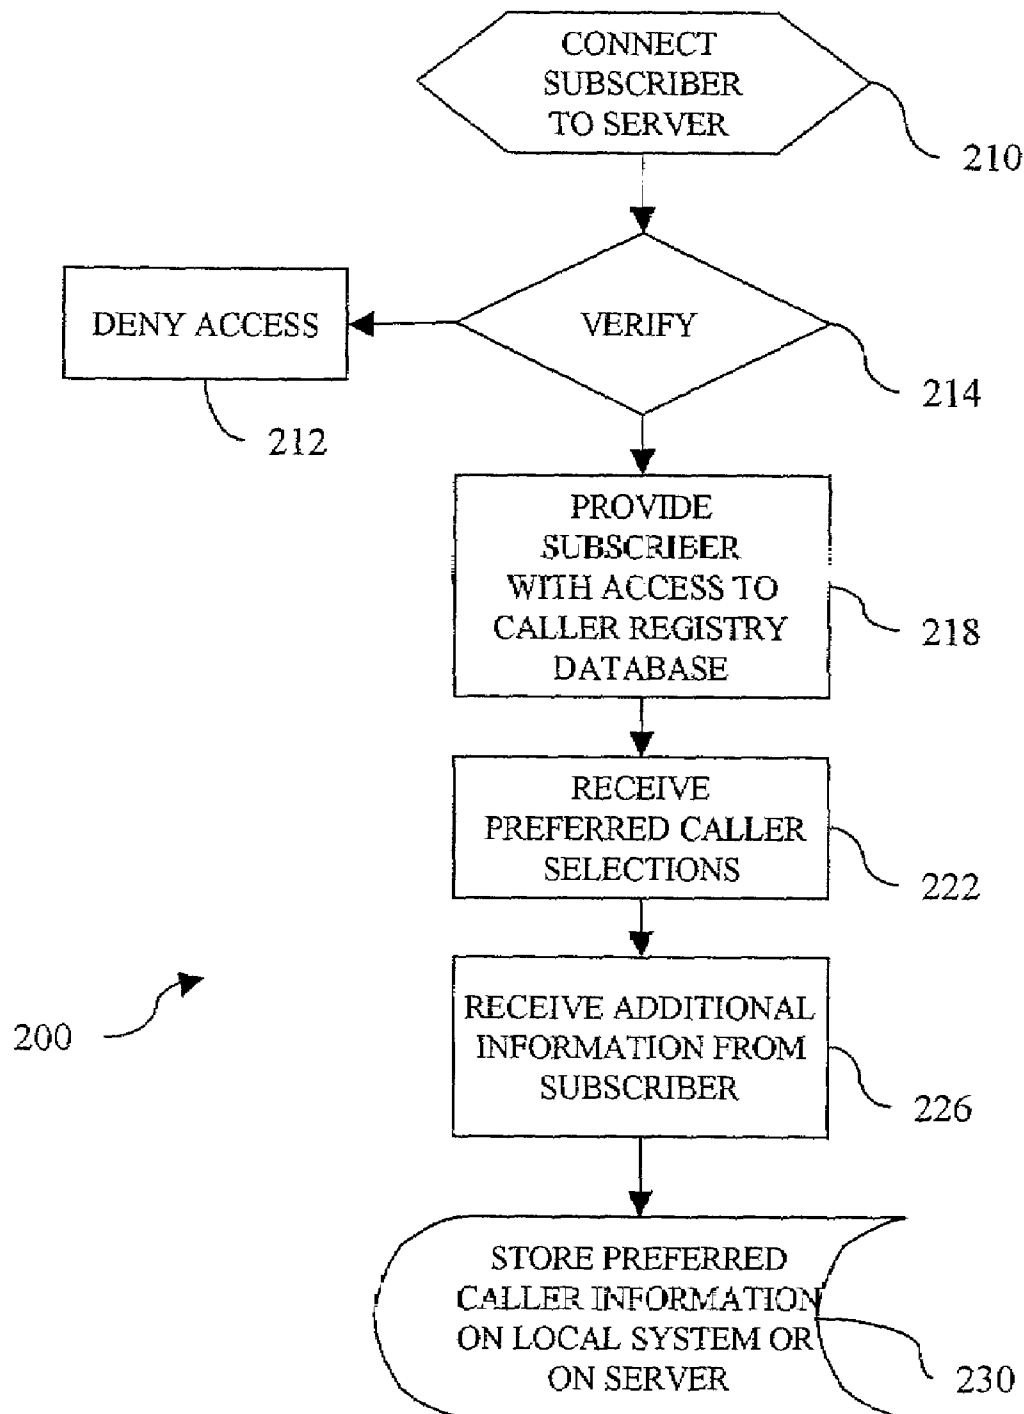 CONNECT
SUBSCRIBER
TO SERVER
210
DENY ACCESS
VERIFY
214
212
PROVIDE
SUBSCRIBER
WITH ACCESS TO
CALLER REGISTRY
DATABASE
218
RECEIVE
PREFERRED CALLER
SELECTIONS
222
RECEIVE ADDITIONAL
INFORMATION FROM
SUBSCRIBER
200
226
STORE PREFERRED
CALLER INFORMATION
ON LOCAL SYSTEM OR
ON SERVER
230